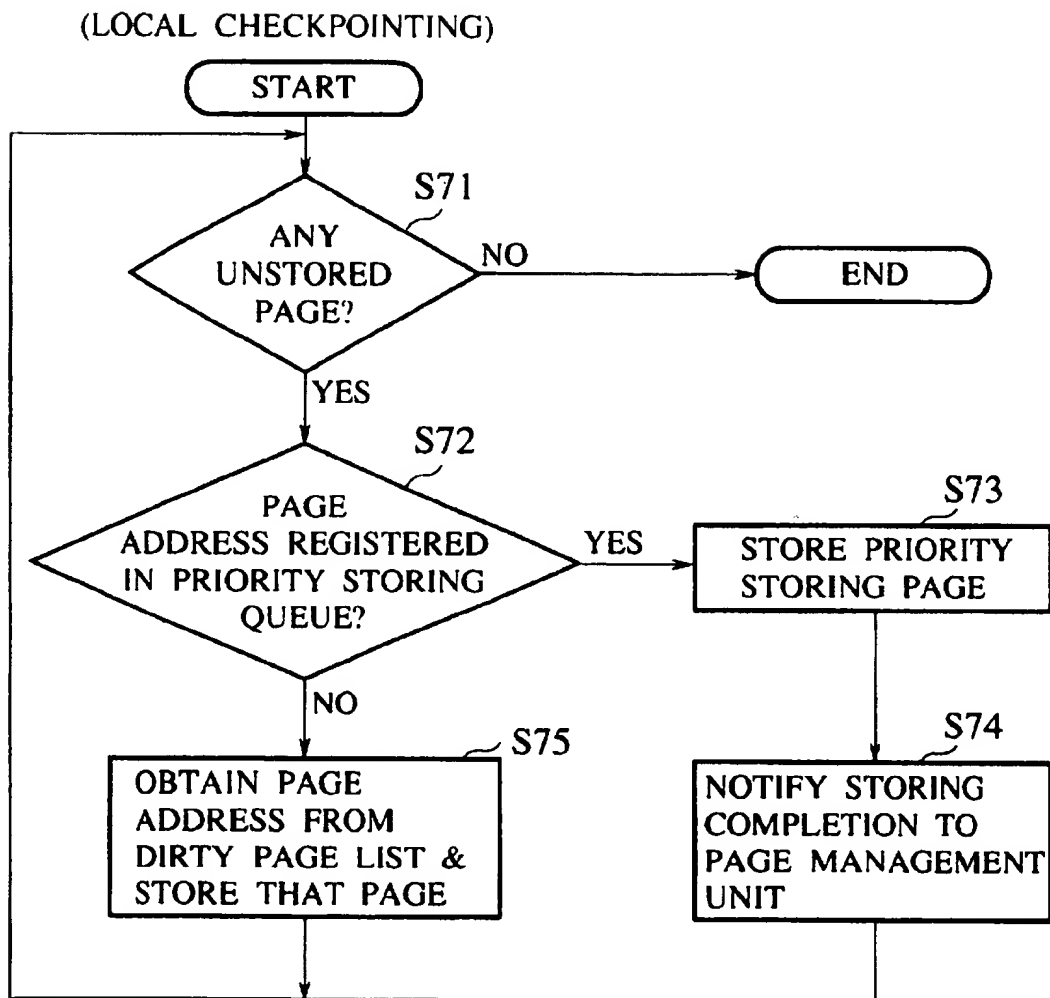 (LOCAL CHECKPOINTING)
START
S71
ANY
UNSTORED
PAGE?
NO
END
YES
S72
PAGE
ADDRESS REGISTERED
IN PRIORITY STORING
QUEUE?
YES
S73
STORE PRIORITY
STORING PAGE
NO
S75
OBTAIN PAGE
ADDRESS FROM
DIRTY PAGE LIST &
STORE THAT PAGE
S74
NOTIFY STORING
COMPLETION TO
PAGE MANAGEMENT
UNIT